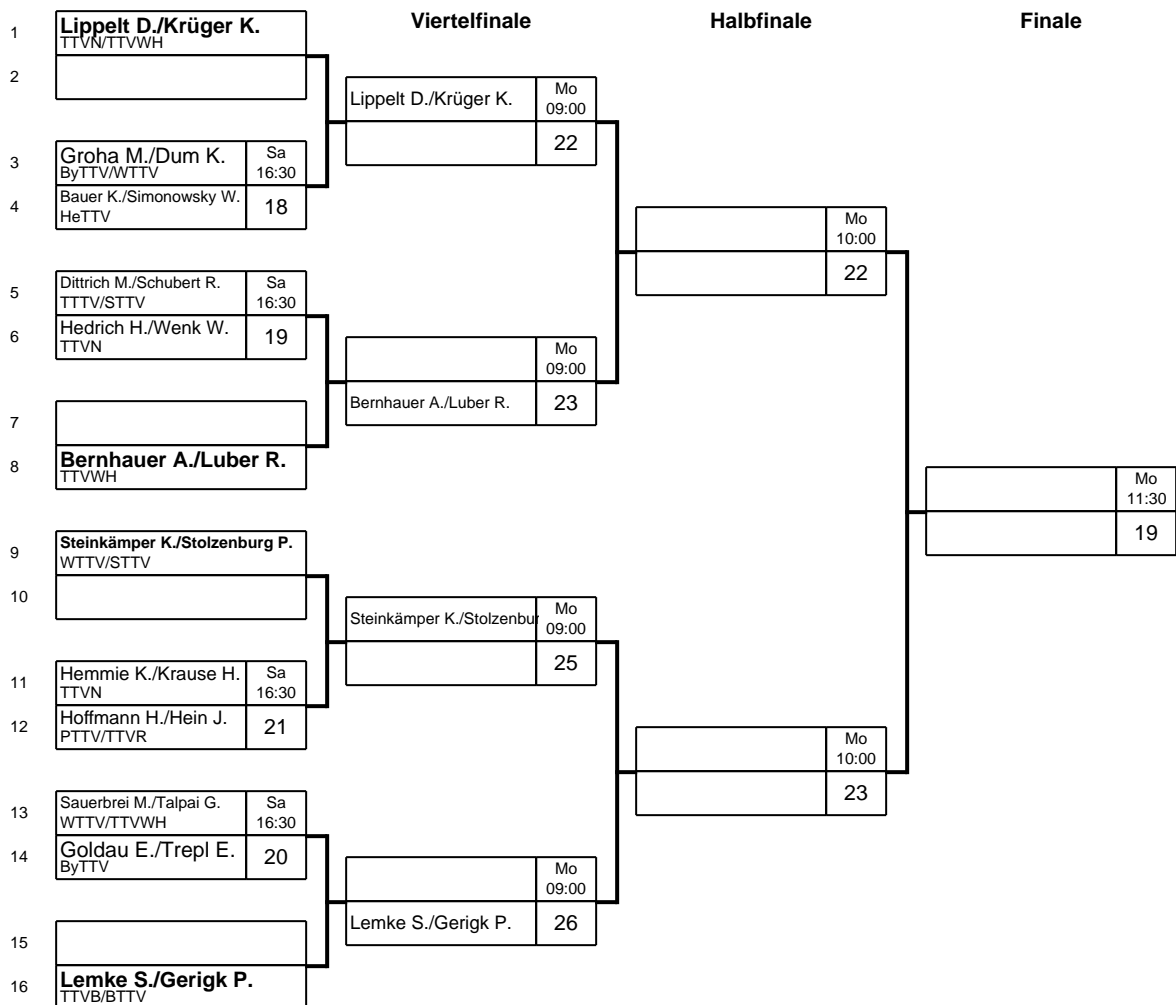 Viertelfinale Halbfinale Finale
1 Lippelt D./Krüger K.
TTVN/TTVWH
2
3 Groha M./Dum K. Sa
ByTTV/WTTV 16:30
4 Bauer K./Simonowsky W. 18
HeTTV
5 Dittrich M./Schubert R. Sa
TTTV/STTV 16:30
6 Hedrich H./Wenk W. 19
TTVN
7
8 Bernhauer A./Luber R.
TTVWH
9 Steinkämper K./Stolzenburg P.
WTTV/STTV
10
11 Hemmie K./Krause H. Sa
TTVN 16:30
12 Hoffmann H./Hein J. 21
PTTV/TTVR
13 Sauerbrei M./Talpai G. Sa
WTTV/TTVWH 16:30
14 Goldau E./Trepl E. 20
ByTTV
15
16 Lemke S./Gerigk P.
TTVB/BTTV
Lippelt D./Krüger K. Mo
09:00
22
Mo
09:00
Bernhauer A./Luber R. 23
Steinkämper K./Stolzenbur Mo
09:00
25
Mo
09:00
Lemke S./Gerigk P. 26
Mo
10:00
22
Mo
10:00
23
Mo
11:30
19